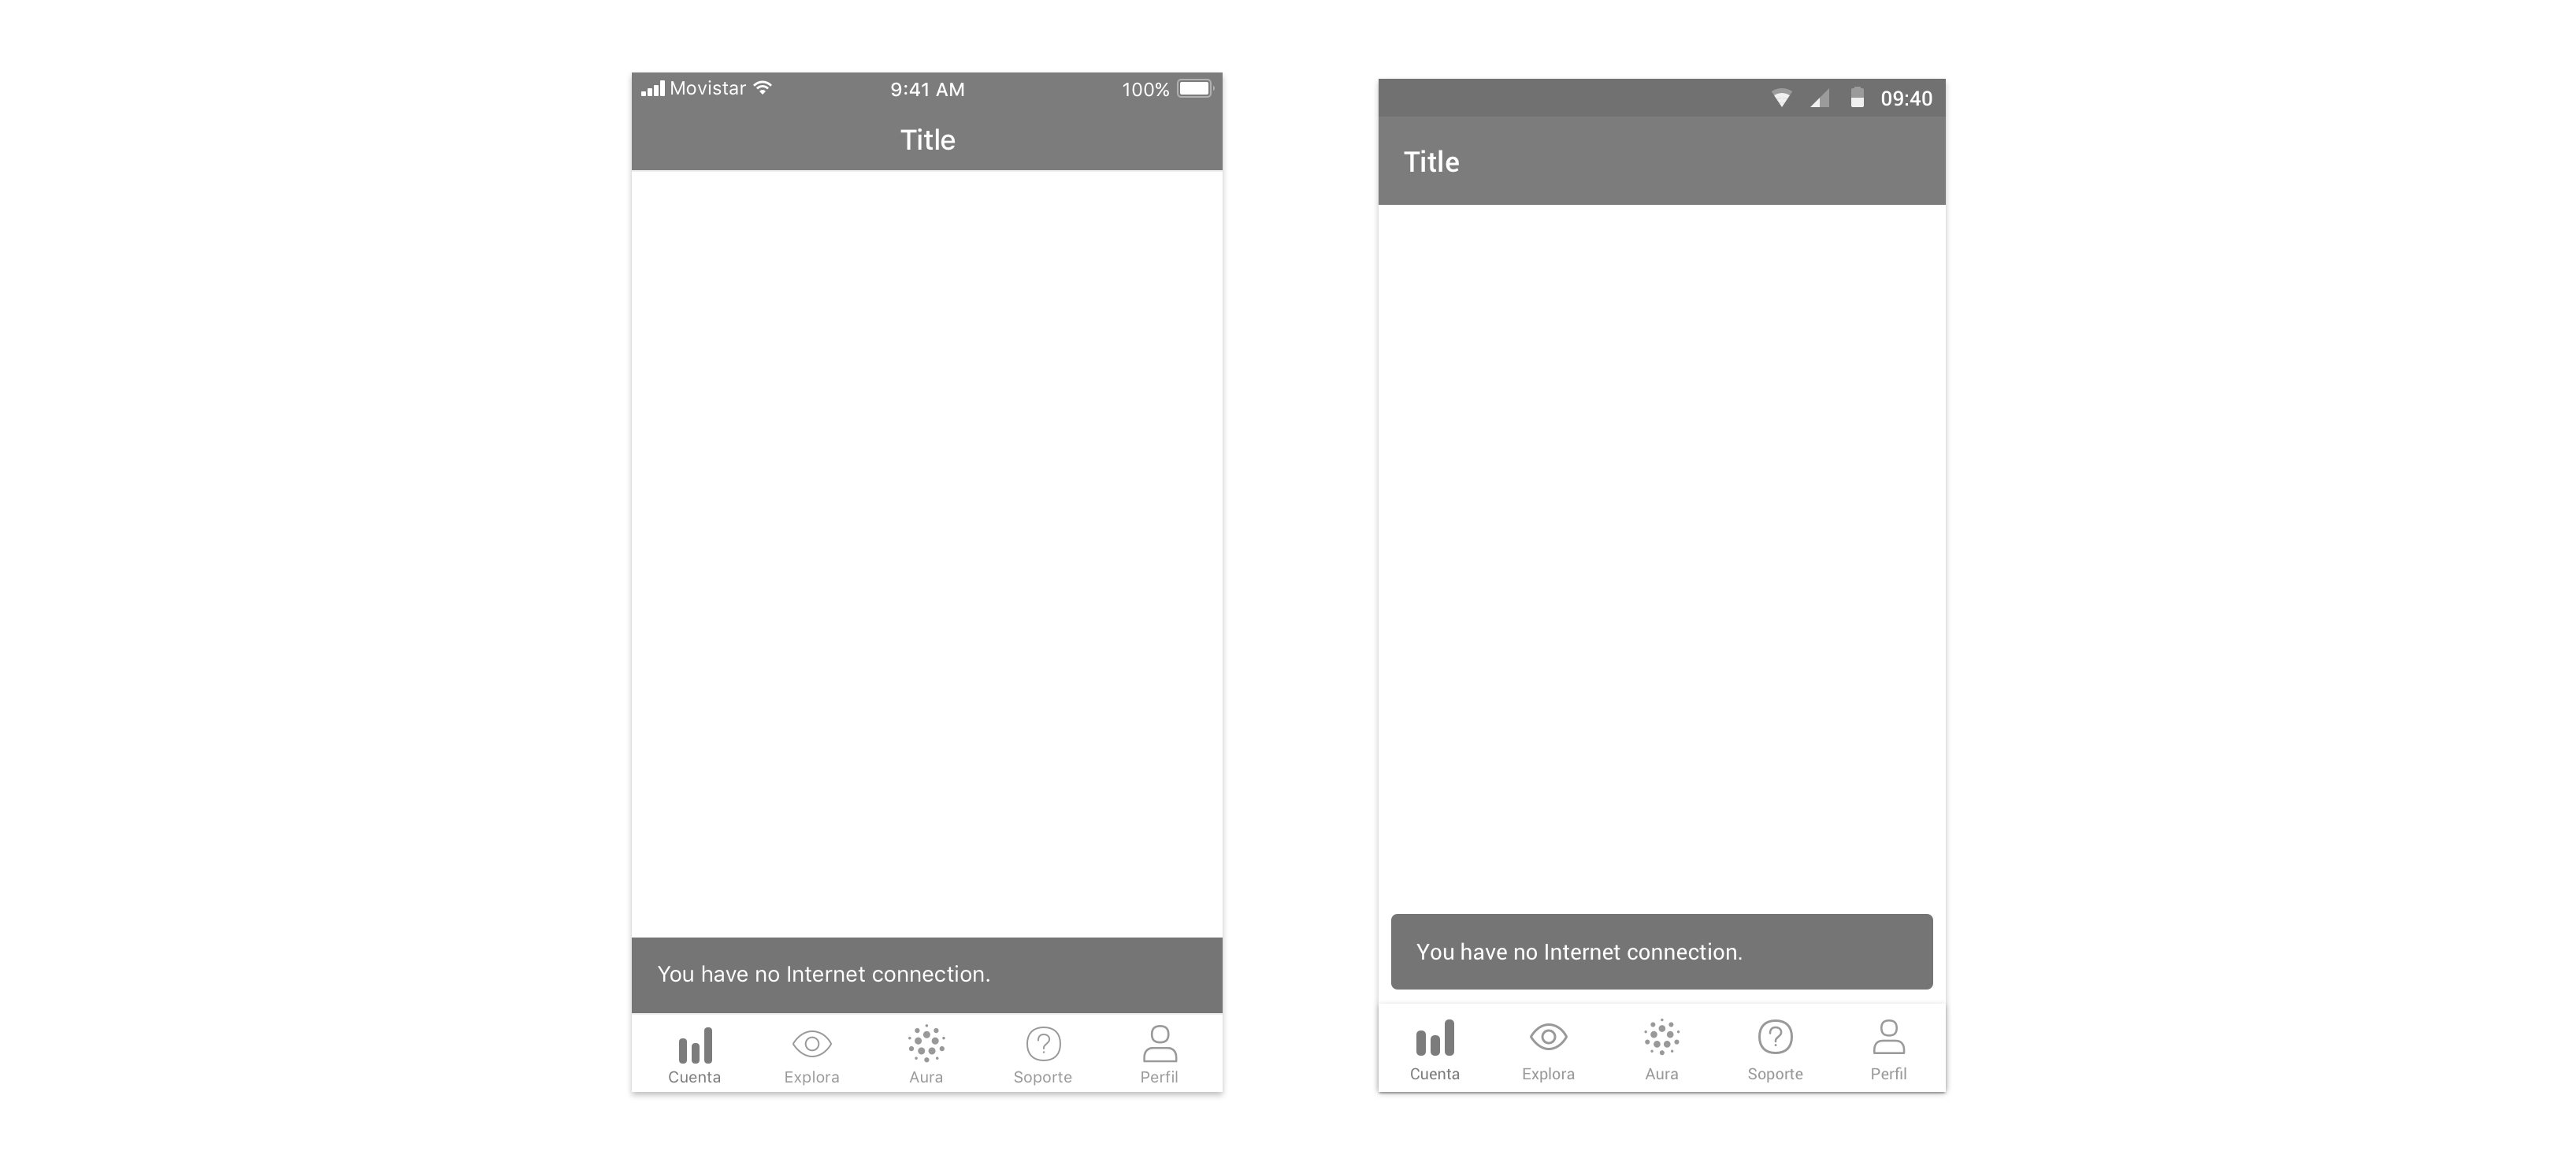 Movistar 9:41 AM 100%
Title
You have no Internet connection.
Cuenta Explora Aura Soporte Perfil
09:40
Title
You have no Internet connection.
Cuenta Explora Aura Soporte Perfil